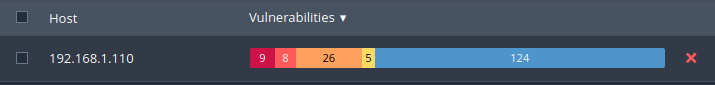 Host Vulnerabilities ▼
192.168.1.110 9 8 26 5 124